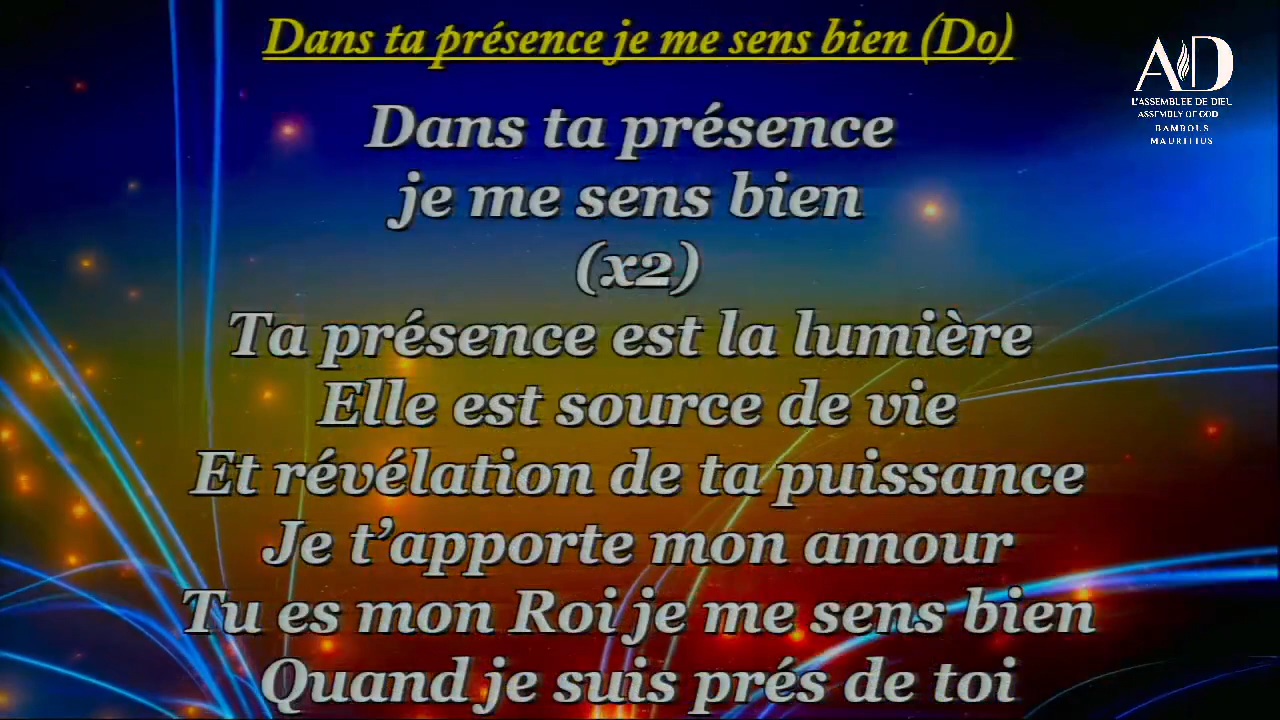 Dans ta présence je me sens bien (Do)
AD
L'ASSEMBLEE DE DIEU
ASSEMBLY OF GOD
BAMBOUS
MAURITIUS
Dans ta présence
je me sens bien
(x2)
Ta présence est la lumière
Elle est source de vie
Et révélation de ta puissance
Je t’apporte mon amour
Tu es mon Roi je me sens bien
Quand je suis prés de toi